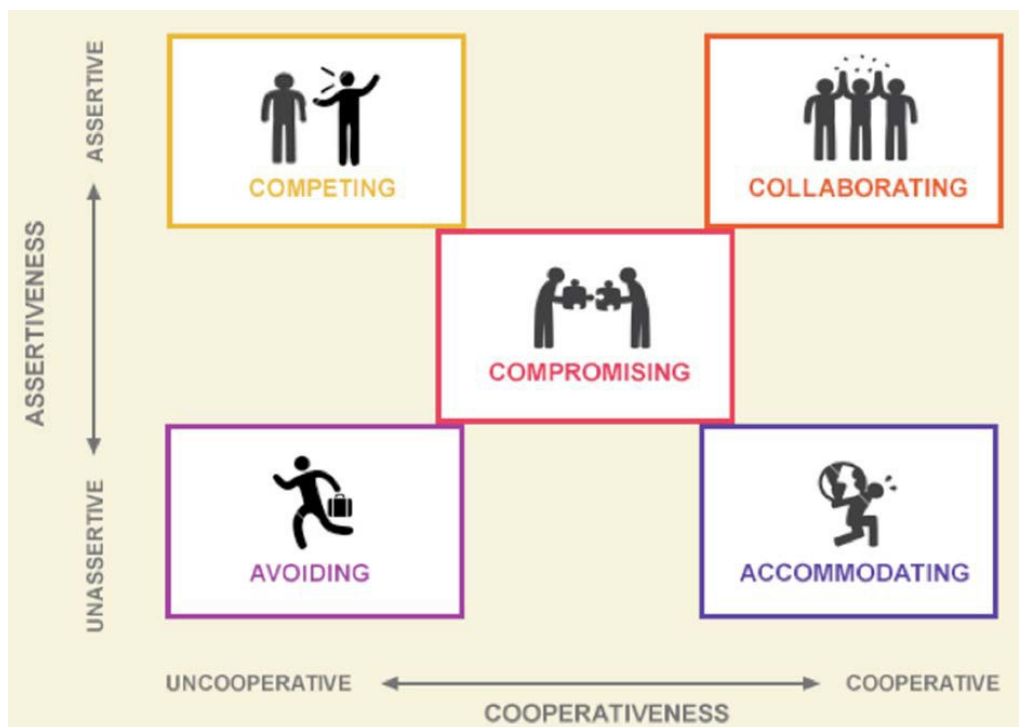 ASSERTIVE
COMPETING
COLLABORATING
ASSERTIVENESS
COMPROMISING
UNASSERTIVE
AVOIDING
ACCOMMODATING
UNCOOPERATIVE
COOPERATIVE
COOPERATIVENESS